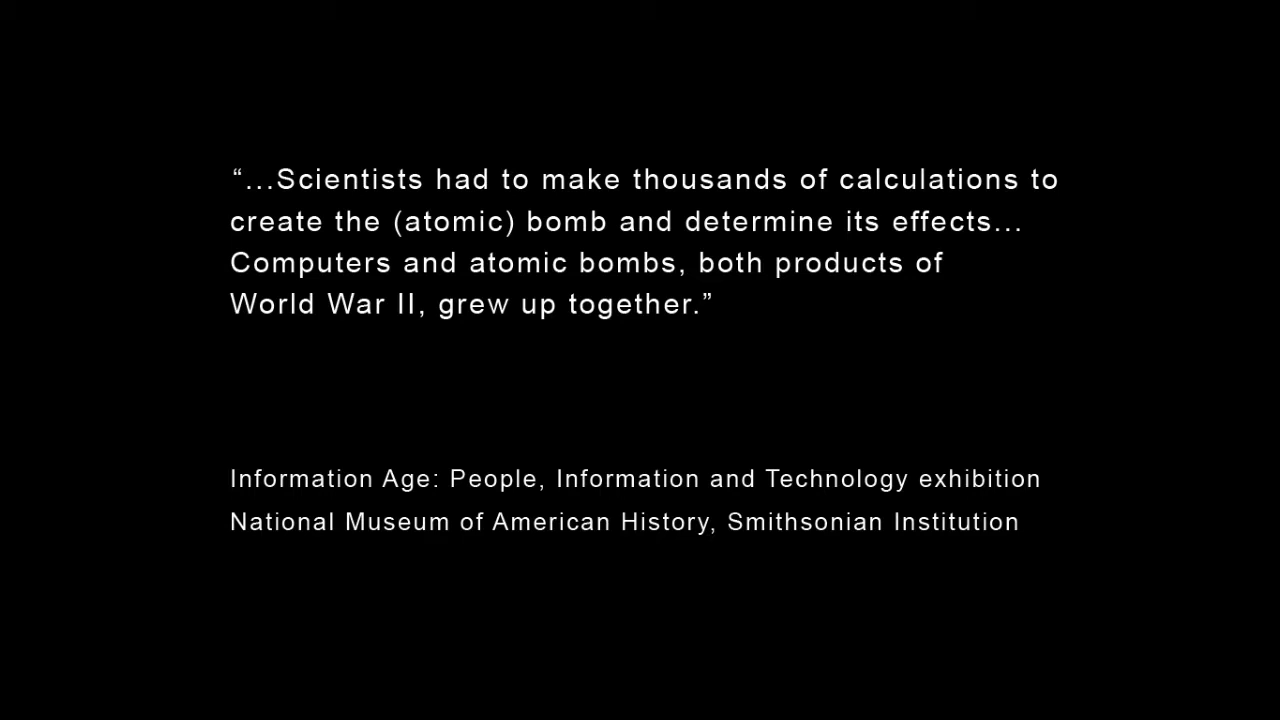 “...Scientists had to make thousands of calculations to
create the (atomic) bomb and determine its effects...
Computers and atomic bombs, both products of
World War II, grew up together.”
Information Age: People, Information and Technology exhibition
National Museum of American History, Smithsonian Institution